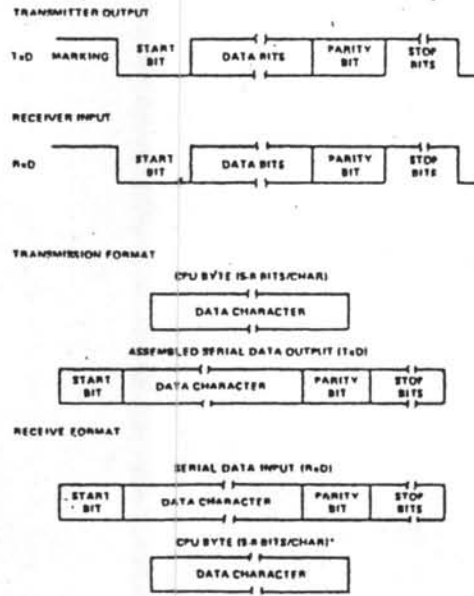 TRANSMITTER OUTPUT
TxD MARKING START BIT DATA BITS PARITY BIT STOP BITS
RECEIVER INPUT
RxD START BIT DATA BITS PARITY BIT STOP BITS
TRANSMISSION FORMAT
CPU BYTE (5-8 BITS/CHAR)
DATA CHARACTER
ASSEMBLED SERIAL DATA OUTPUT (TxD)
START BIT DATA CHARACTER PARITY BIT STOP BITS
RECEIVE FORMAT
SERIAL DATA INPUT (RxD)
START BIT DATA CHARACTER PARITY BIT STOP BITS
CPU BYTE (5-8 BITS/CHAR)*
DATA CHARACTER